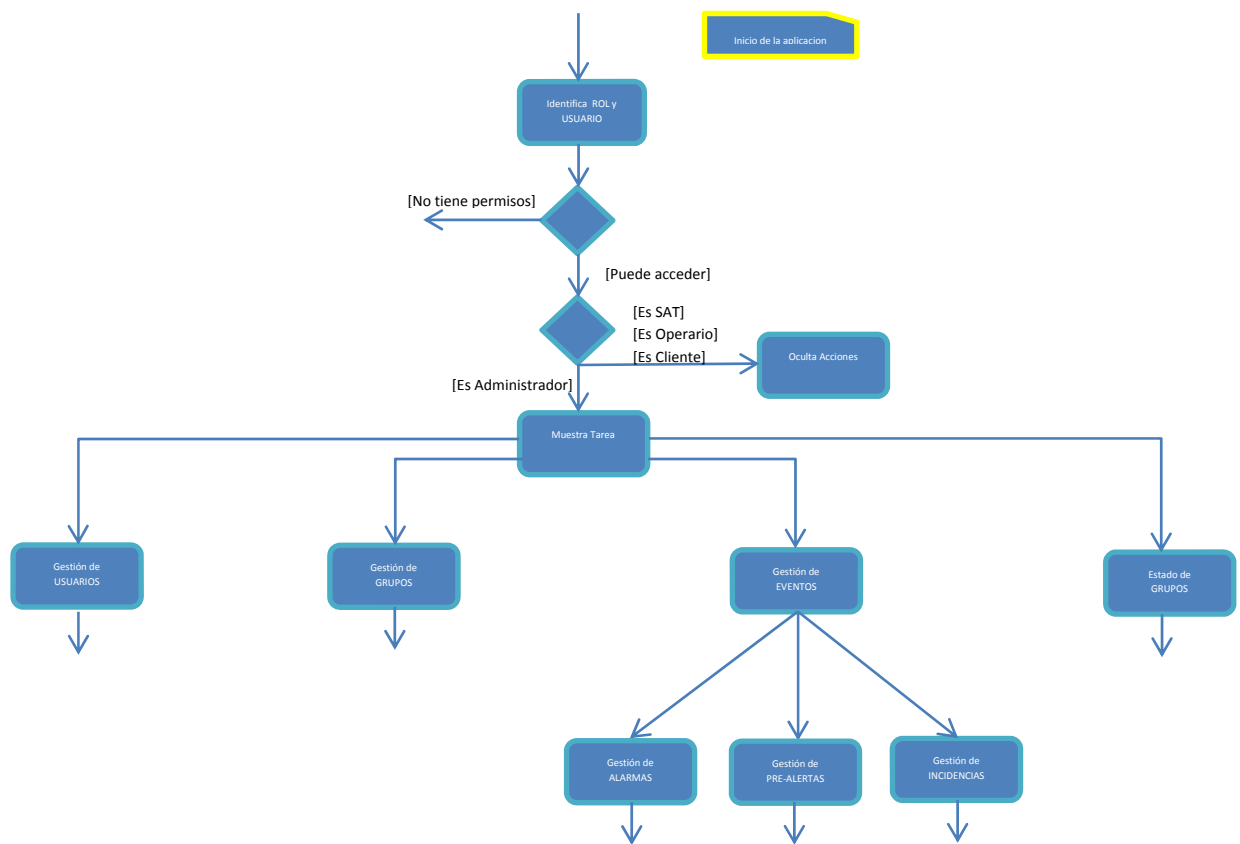 Inicio de la aplicacion
Identifica ROL y
USUARIO
[No tiene permisos]
[Puede acceder]
[Es SAT]
[Es Operario]
[Es Cliente]
Oculta Acciones
[Es Administrador]
Muestra Tarea
Gestión de
USUARIOS
Gestión de
GRUPOS
Gestión de
EVENTOS
Estado de
GRUPOS
Gestión de
ALARMAS
Gestión de
PRE-ALERTAS
Gestión de
INCIDENCIAS